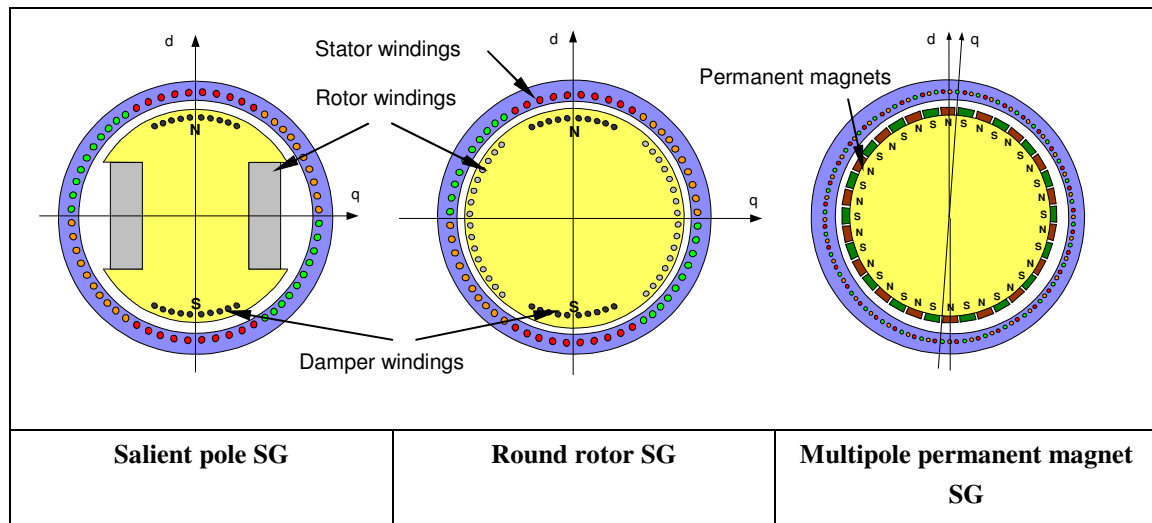 d
d
d
q
Stator windings
Permanent magnets
Rotor windings
N
N
q
q
S
S
Damper windings
Salient pole SG
Round rotor SG
Multipole permanent magnet
SG